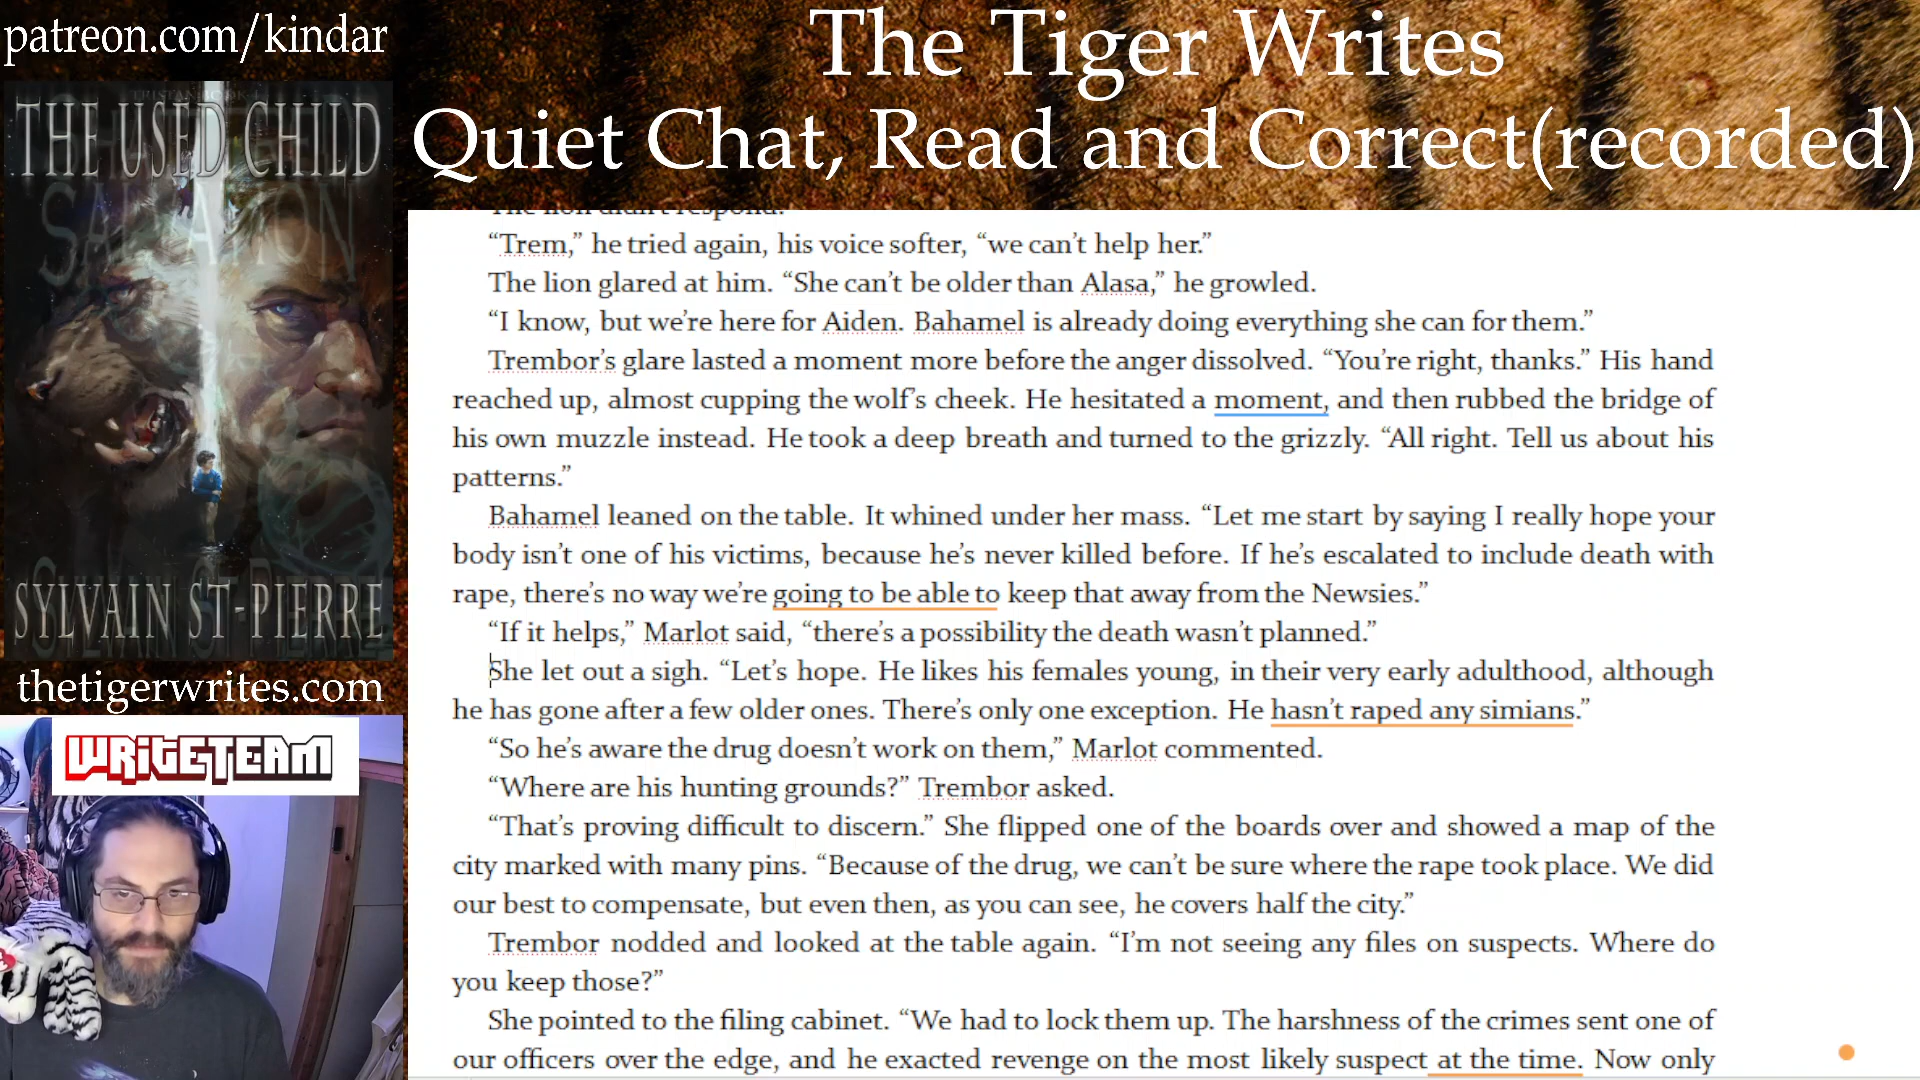 patreon.com/kindar
The Tiger Writes
Quiet Chat, Read and Correct(recorded)
THE USED CHILD
SALVATION
SYLVAIN ST-PIERRE
thetigerwrites.com
WRITETEAM
The lion didn't respond.
“Trem,” he tried again, his voice softer, “we can’t help her.”
The lion glared at him. “She can’t be older than Alasa,” he growled.
“I know, but we’re here for Aiden. Bahamel is already doing everything she can for them.”
Trembor’s glare lasted a moment more before the anger dissolved. “You’re right, thanks.” His hand
reached up, almost cupping the wolf’s cheek. He hesitated a moment, and then rubbed the bridge of
his own muzzle instead. He took a deep breath and turned to the grizzly. “All right. Tell us about his
patterns.”
Bahamel leaned on the table. It whined under her mass. “Let me start by saying I really hope your
body isn’t one of his victims, because he’s never killed before. If he’s escalated to include death with
rape, there’s no way we’re going to be able to keep that away from the Newsies.”
“If it helps,” Marlot said, “there’s a possibility the death wasn’t planned.”
She let out a sigh. “Let’s hope. He likes his females young, in their very early adulthood, although
he has gone after a few older ones. There’s only one exception. He hasn’t raped any simians.”
“So he’s aware the drug doesn’t work on them,” Marlot commented.
“Where are his hunting grounds?” Trembor asked.
“That’s proving difficult to discern.” She flipped one of the boards over and showed a map of the
city marked with many pins. “Because of the drug, we can’t be sure where the rape took place. We did
our best to compensate, but even then, as you can see, he covers half the city.”
Trembor nodded and looked at the table again. “I’m not seeing any files on suspects. Where do
you keep those?”
She pointed to the filing cabinet. “We had to lock them up. The harshness of the crimes sent one of
our officers over the edge, and he exacted revenge on the most likely suspect at the time. Now only